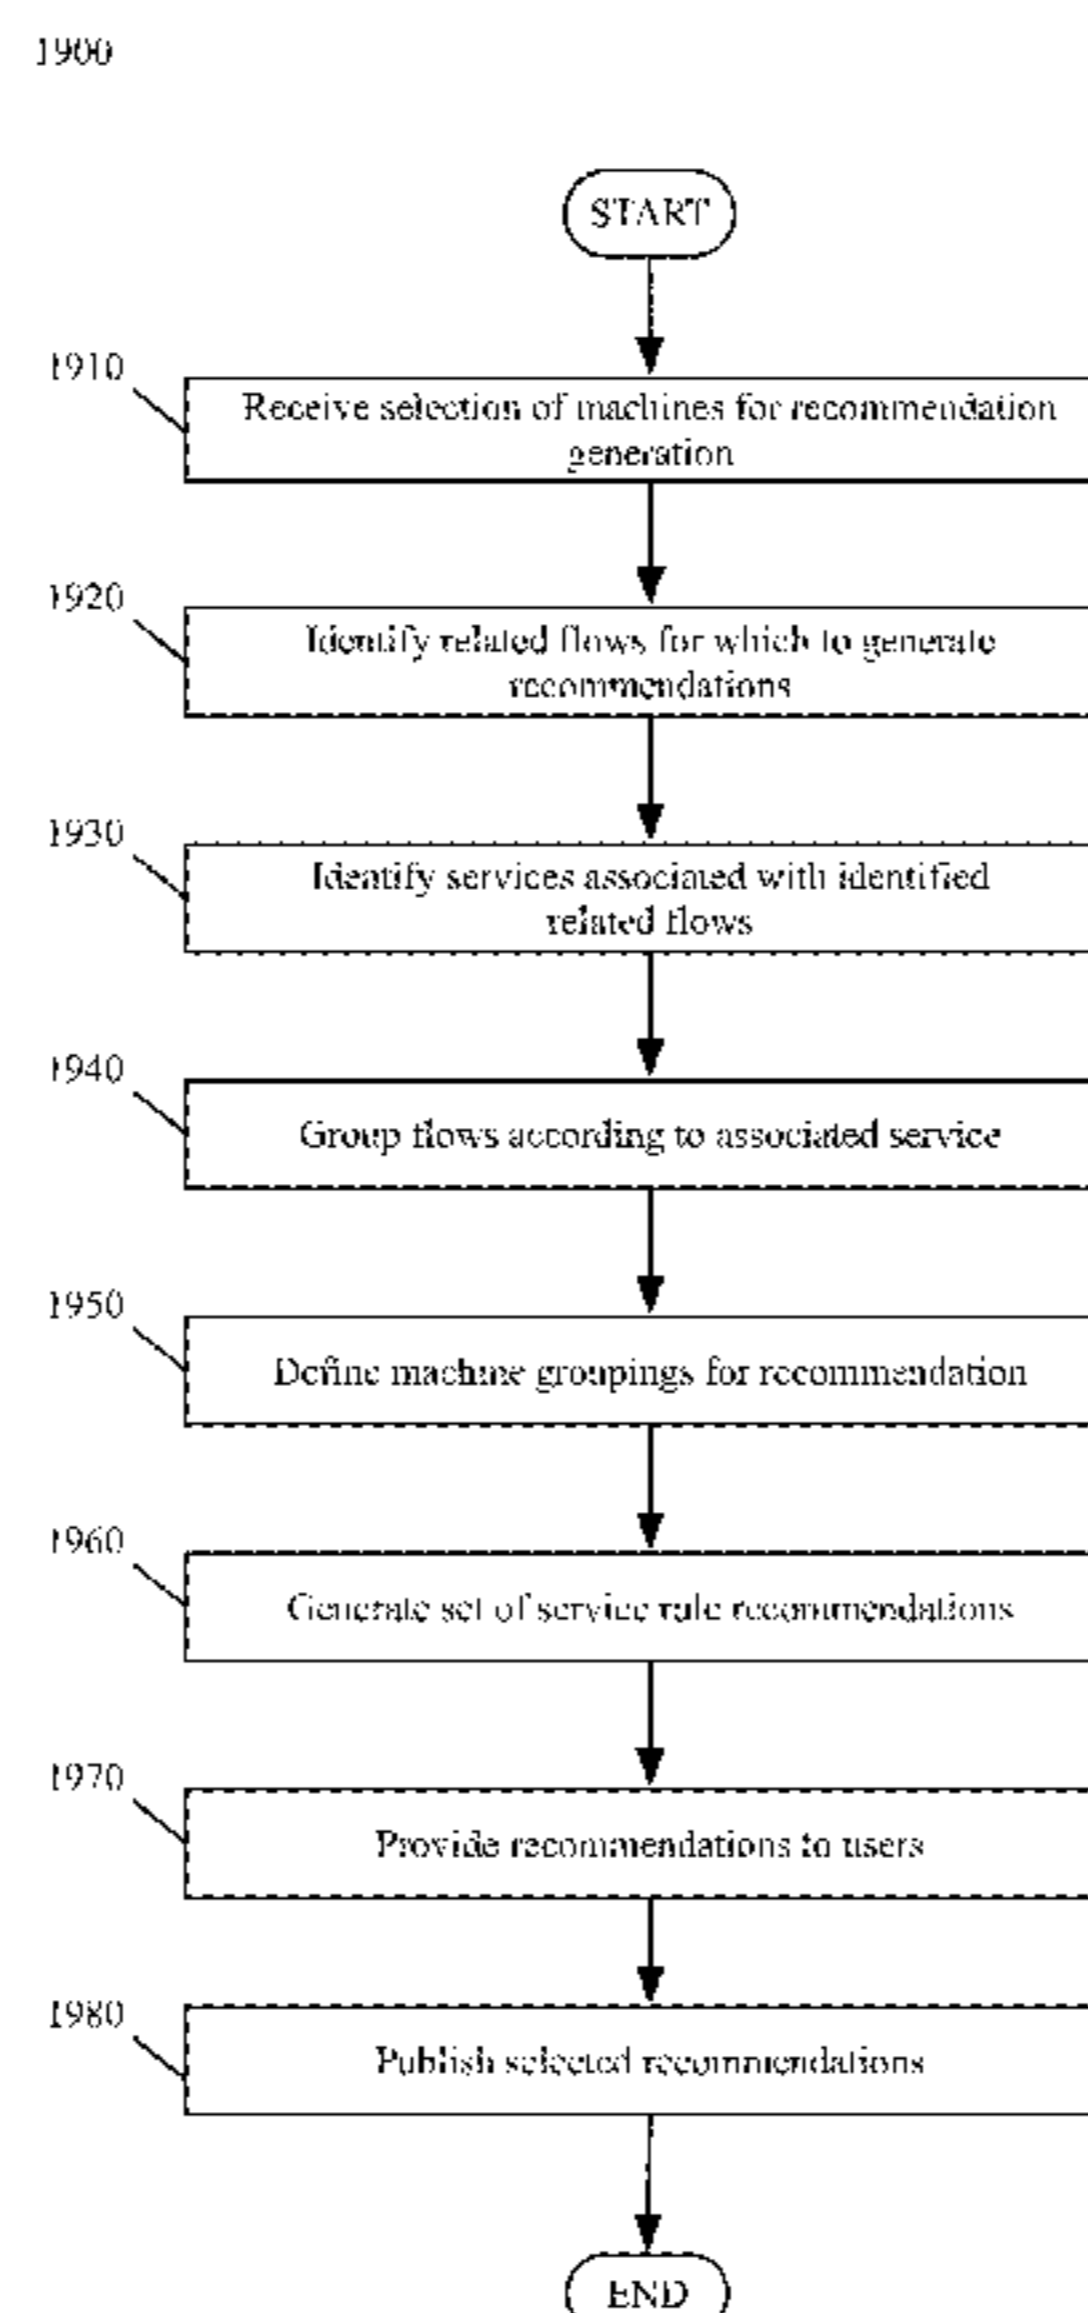 1900
START
1910
Receive selection of machines for recommendation
generation
1920
Identify related flows for which to generate
recommendations
1930
Identify services associated with identified
related flows
1940
Group flows according to associated service
1950
Define machine groupings for recommendation
1960
Generate set of service rule recommendations
1970
Provide recommendations to users
1980
Publish selected recommendations
END